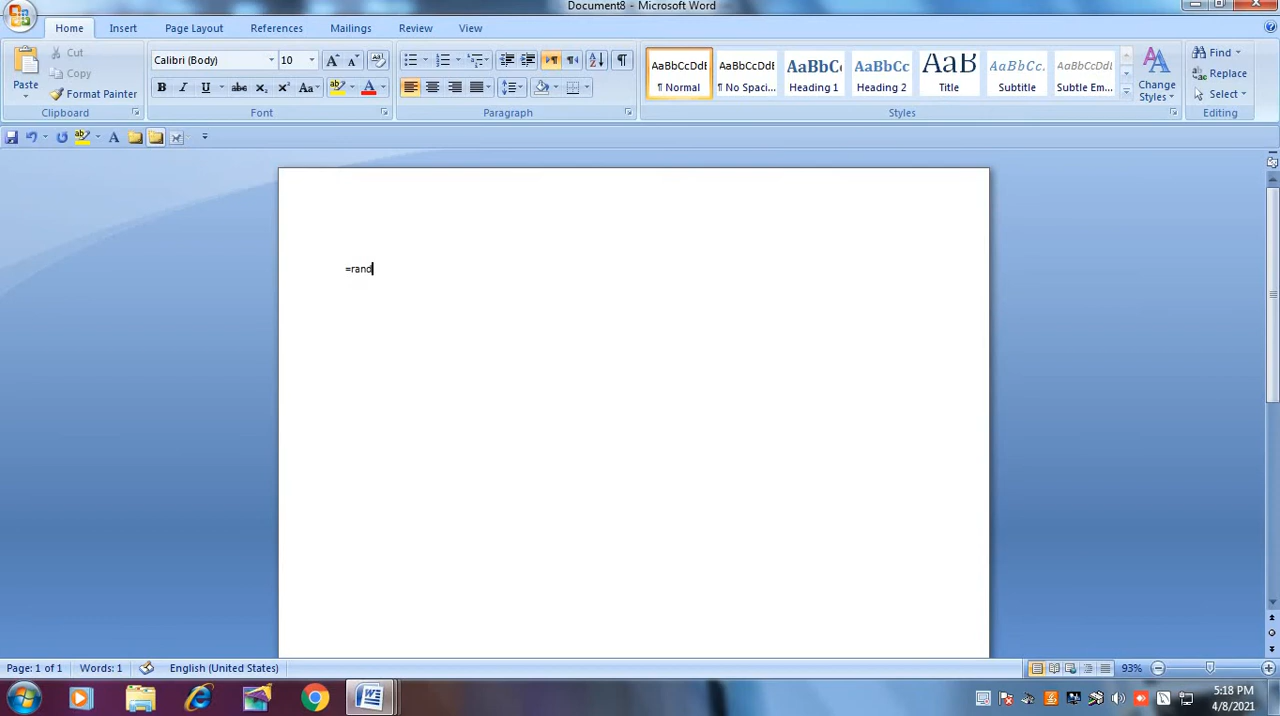 Document8 - Microsoft Word
Home Insert Page Layout References Mailings Review View
Paste
Cut
Copy
Format Painter
Clipboard
Calibri (Body) 10
B I U abc X₂ X² Aa
Font
Paragraph
AaBbCcDdE AaBbCcDdE AaBbCc AaBbCc AaB AaBbCc. AaBbCcDd
¶ Normal ¶ No Spaci... Heading 1 Heading 2 Title Subtitle Subtle Em...
Change Styles
Styles
Find
Replace
Select
Editing
=rand
Page: 1 of 1 Words: 1 English (United States) 93%
5:18 PM
4/8/2021